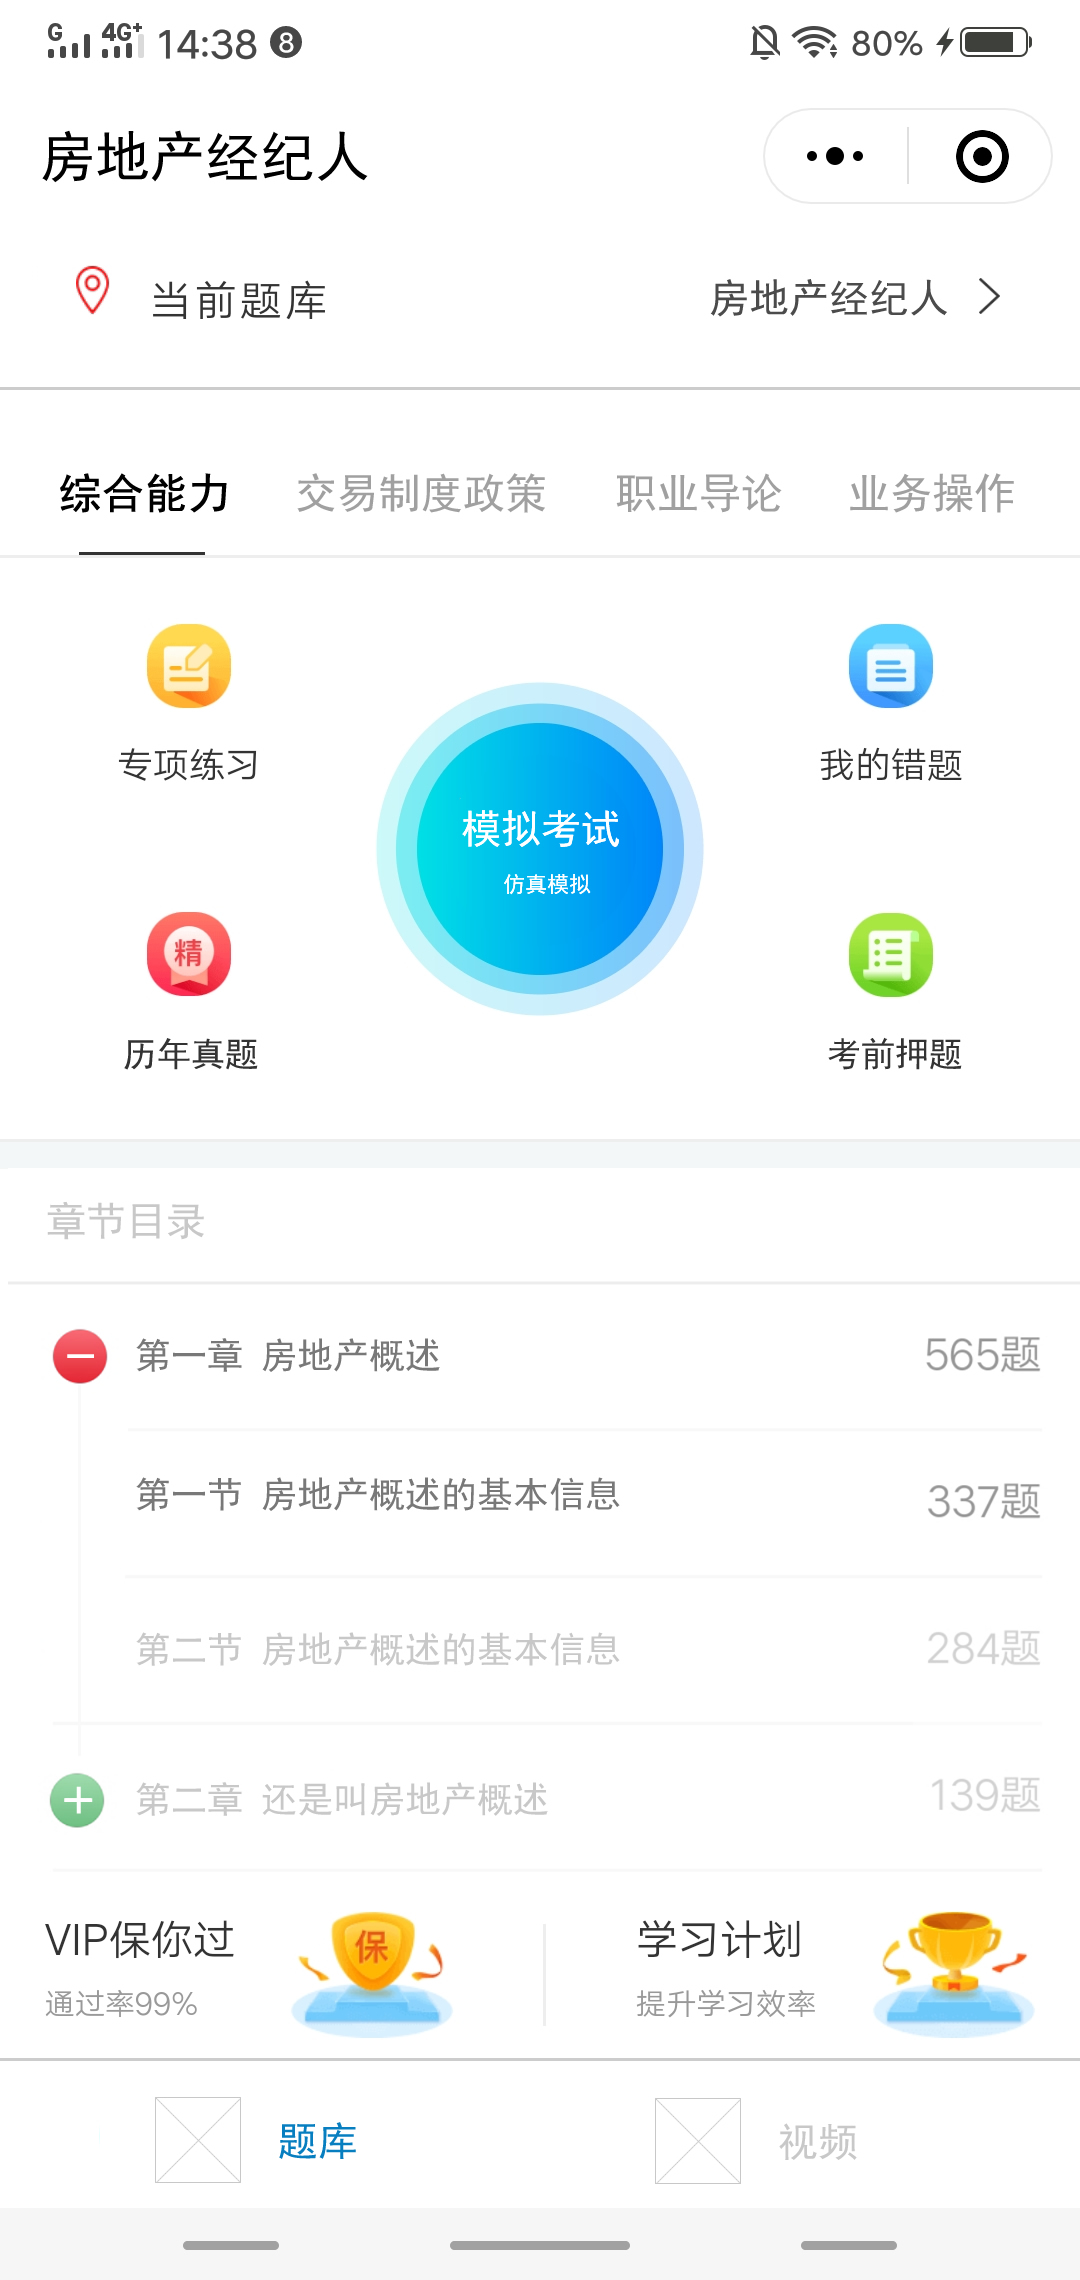 G 4G+ 14:38 8 80%
房地产经纪人
当前题库 房地产经纪人
综合能力 交易制度政策 职业导论 业务操作
专项练习 我的错题
模拟考试
仿真模拟
精
历年真题 考前押题
章节目录
第一章 房地产概述 565题
第一节 房地产概述的基本信息 337题
第二节 房地产概述的基本信息 284题
第二章 还是叫房地产概述 139题
VIP保你过 保 学习计划
通过率99% 提升学习效率
题库 视频